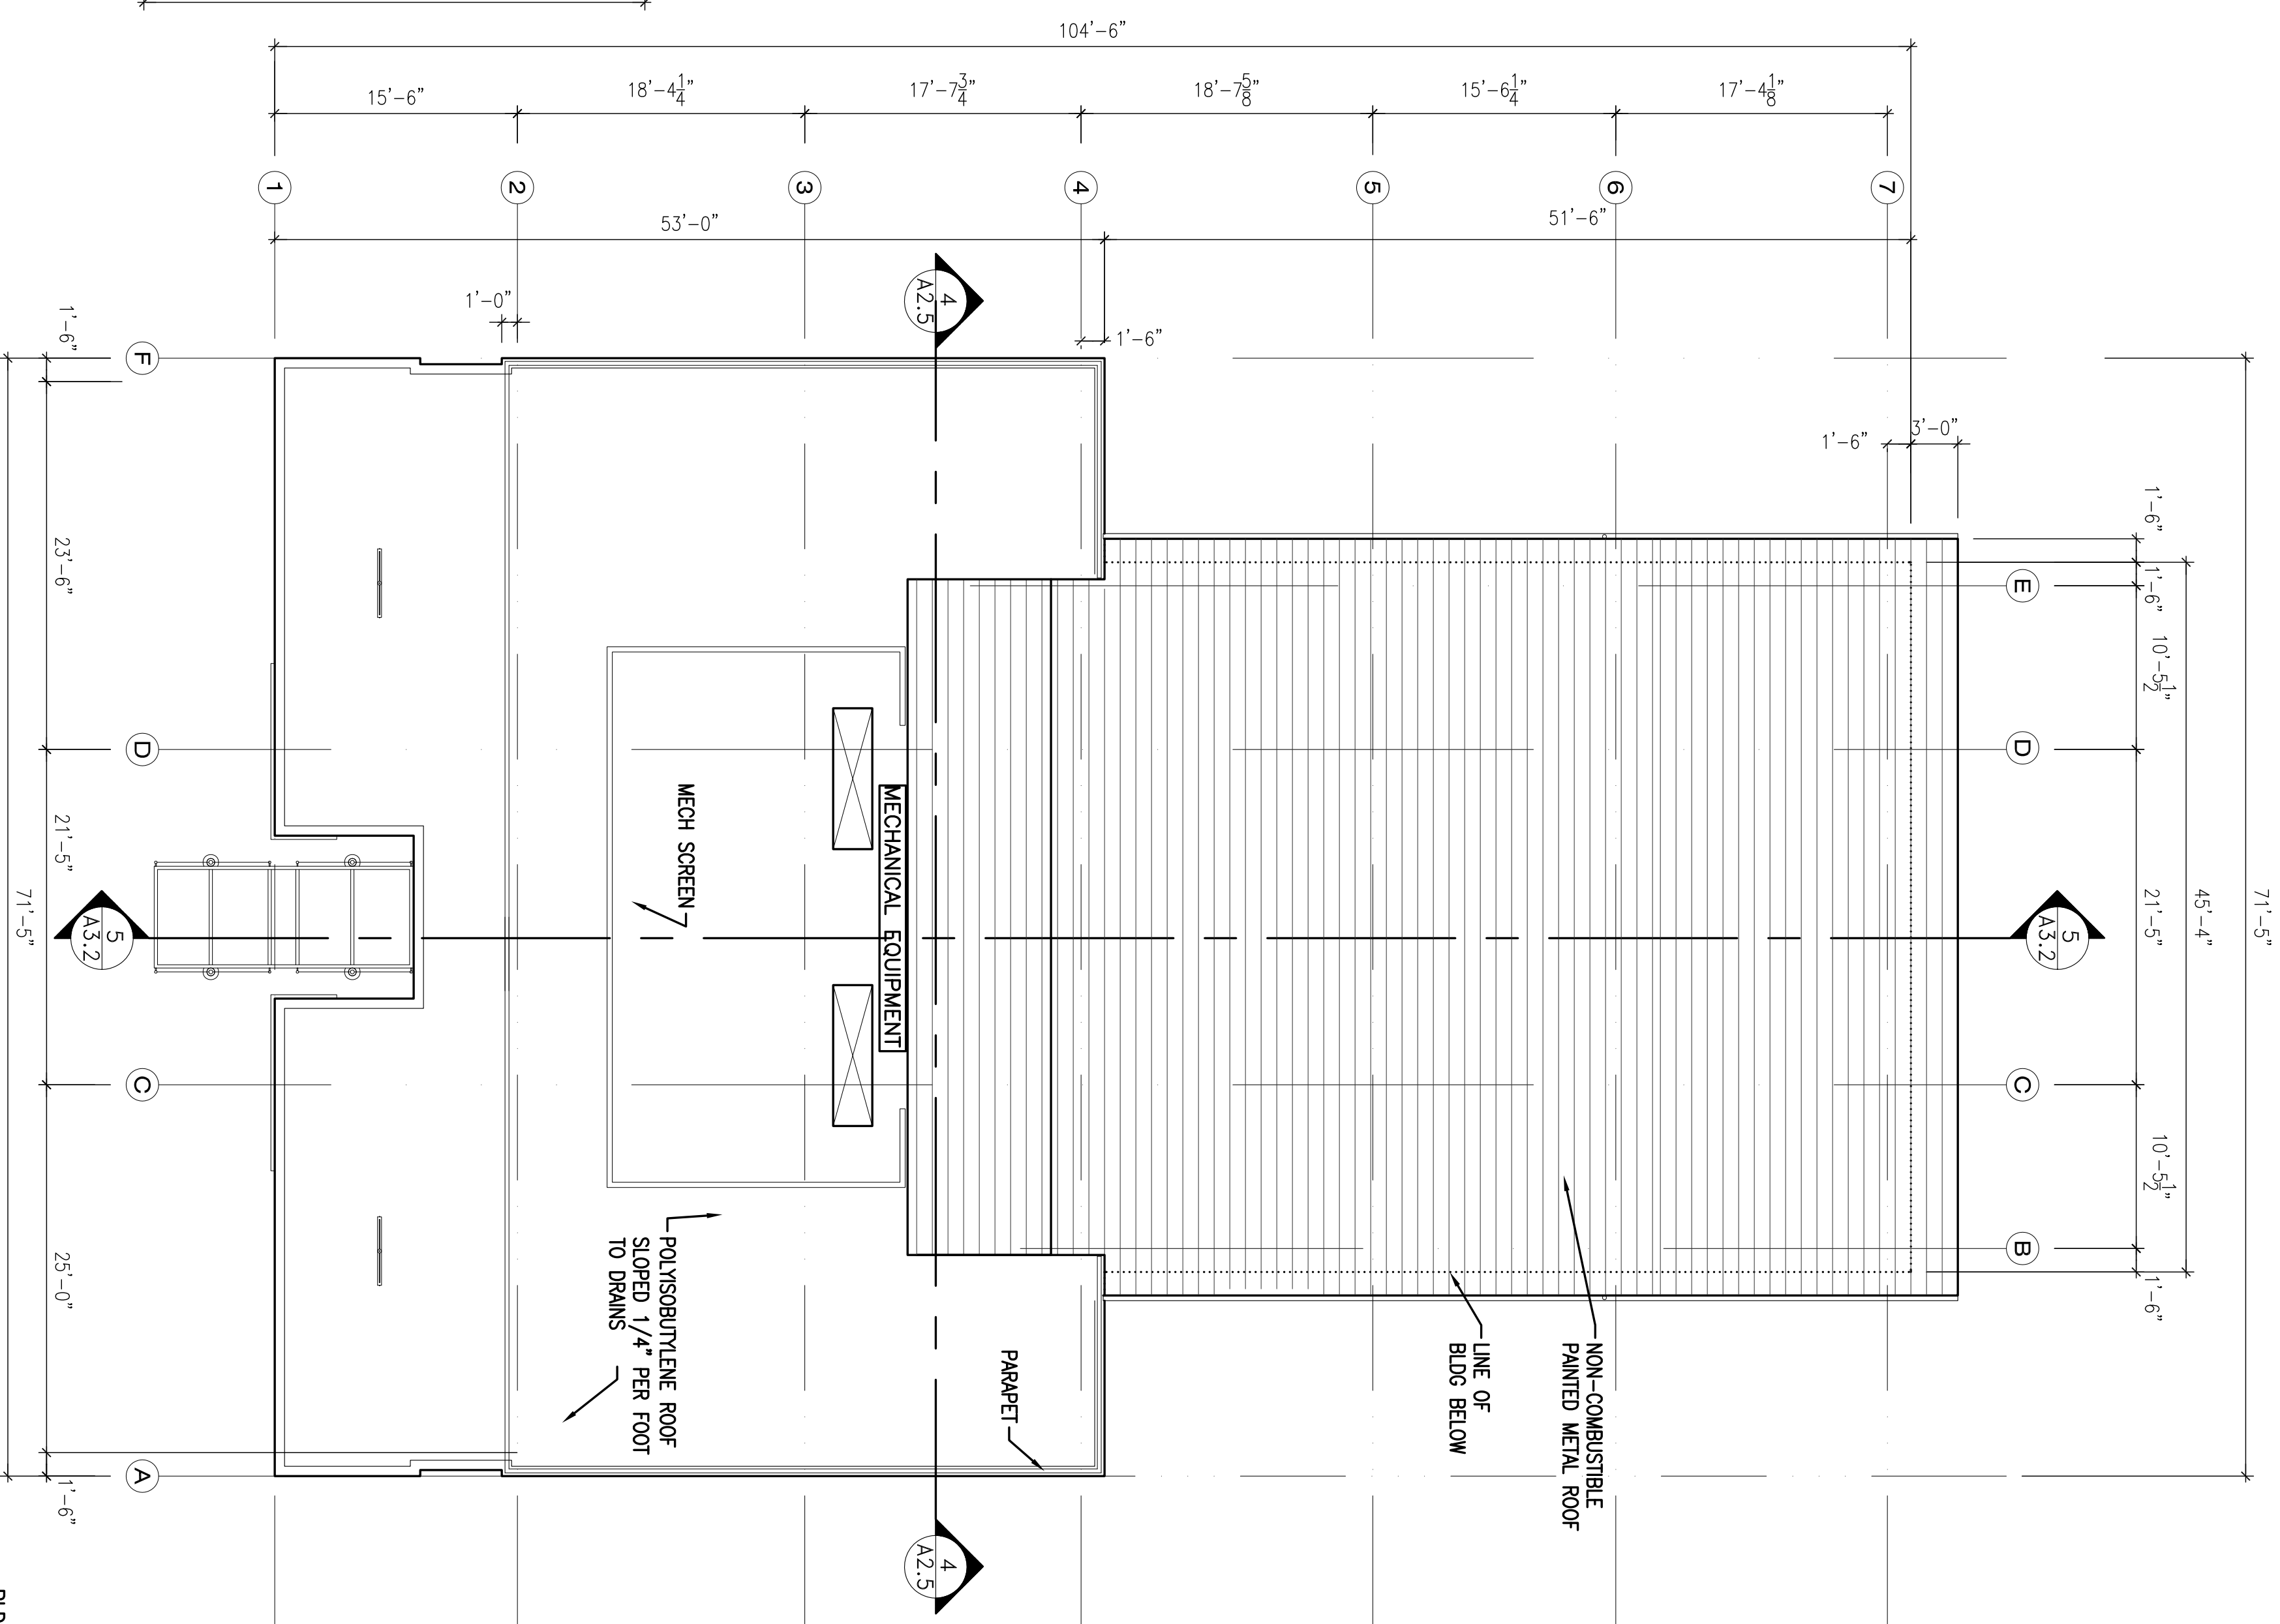 104'-6"
15'-6"
18'-4 1/4"
17'-7 3/4"
18'-7 5/8"
15'-6 1/4"
17'-4 1/8"
1
2
3
4
5
6
7
53'-0"
51'-6"
1'-0"
4
A2.5
1'-6"
1'-6"
3'-0"
1'-6"
F
1'-6"
23'-6"
D
21'-5"
5
A3.2
71'-5"
C
25'-0"
A
1'-6"
1'-6"
E
10'-5 1/2"
D
21'-5"
45'-4"
71'-5"
5
A3.2
C
10'-5 1/2"
B
1'-6"
MECH SCREEN
MECHANICAL EQUIPMENT
POLYISOBUTYLENE ROOF
SLOPED 1/4" PER FOOT
TO DRAINS
PARAPET
LINE OF
BLDG BELOW
NON-COMBUSTIBLE
PAINTED METAL ROOF
4
A2.5